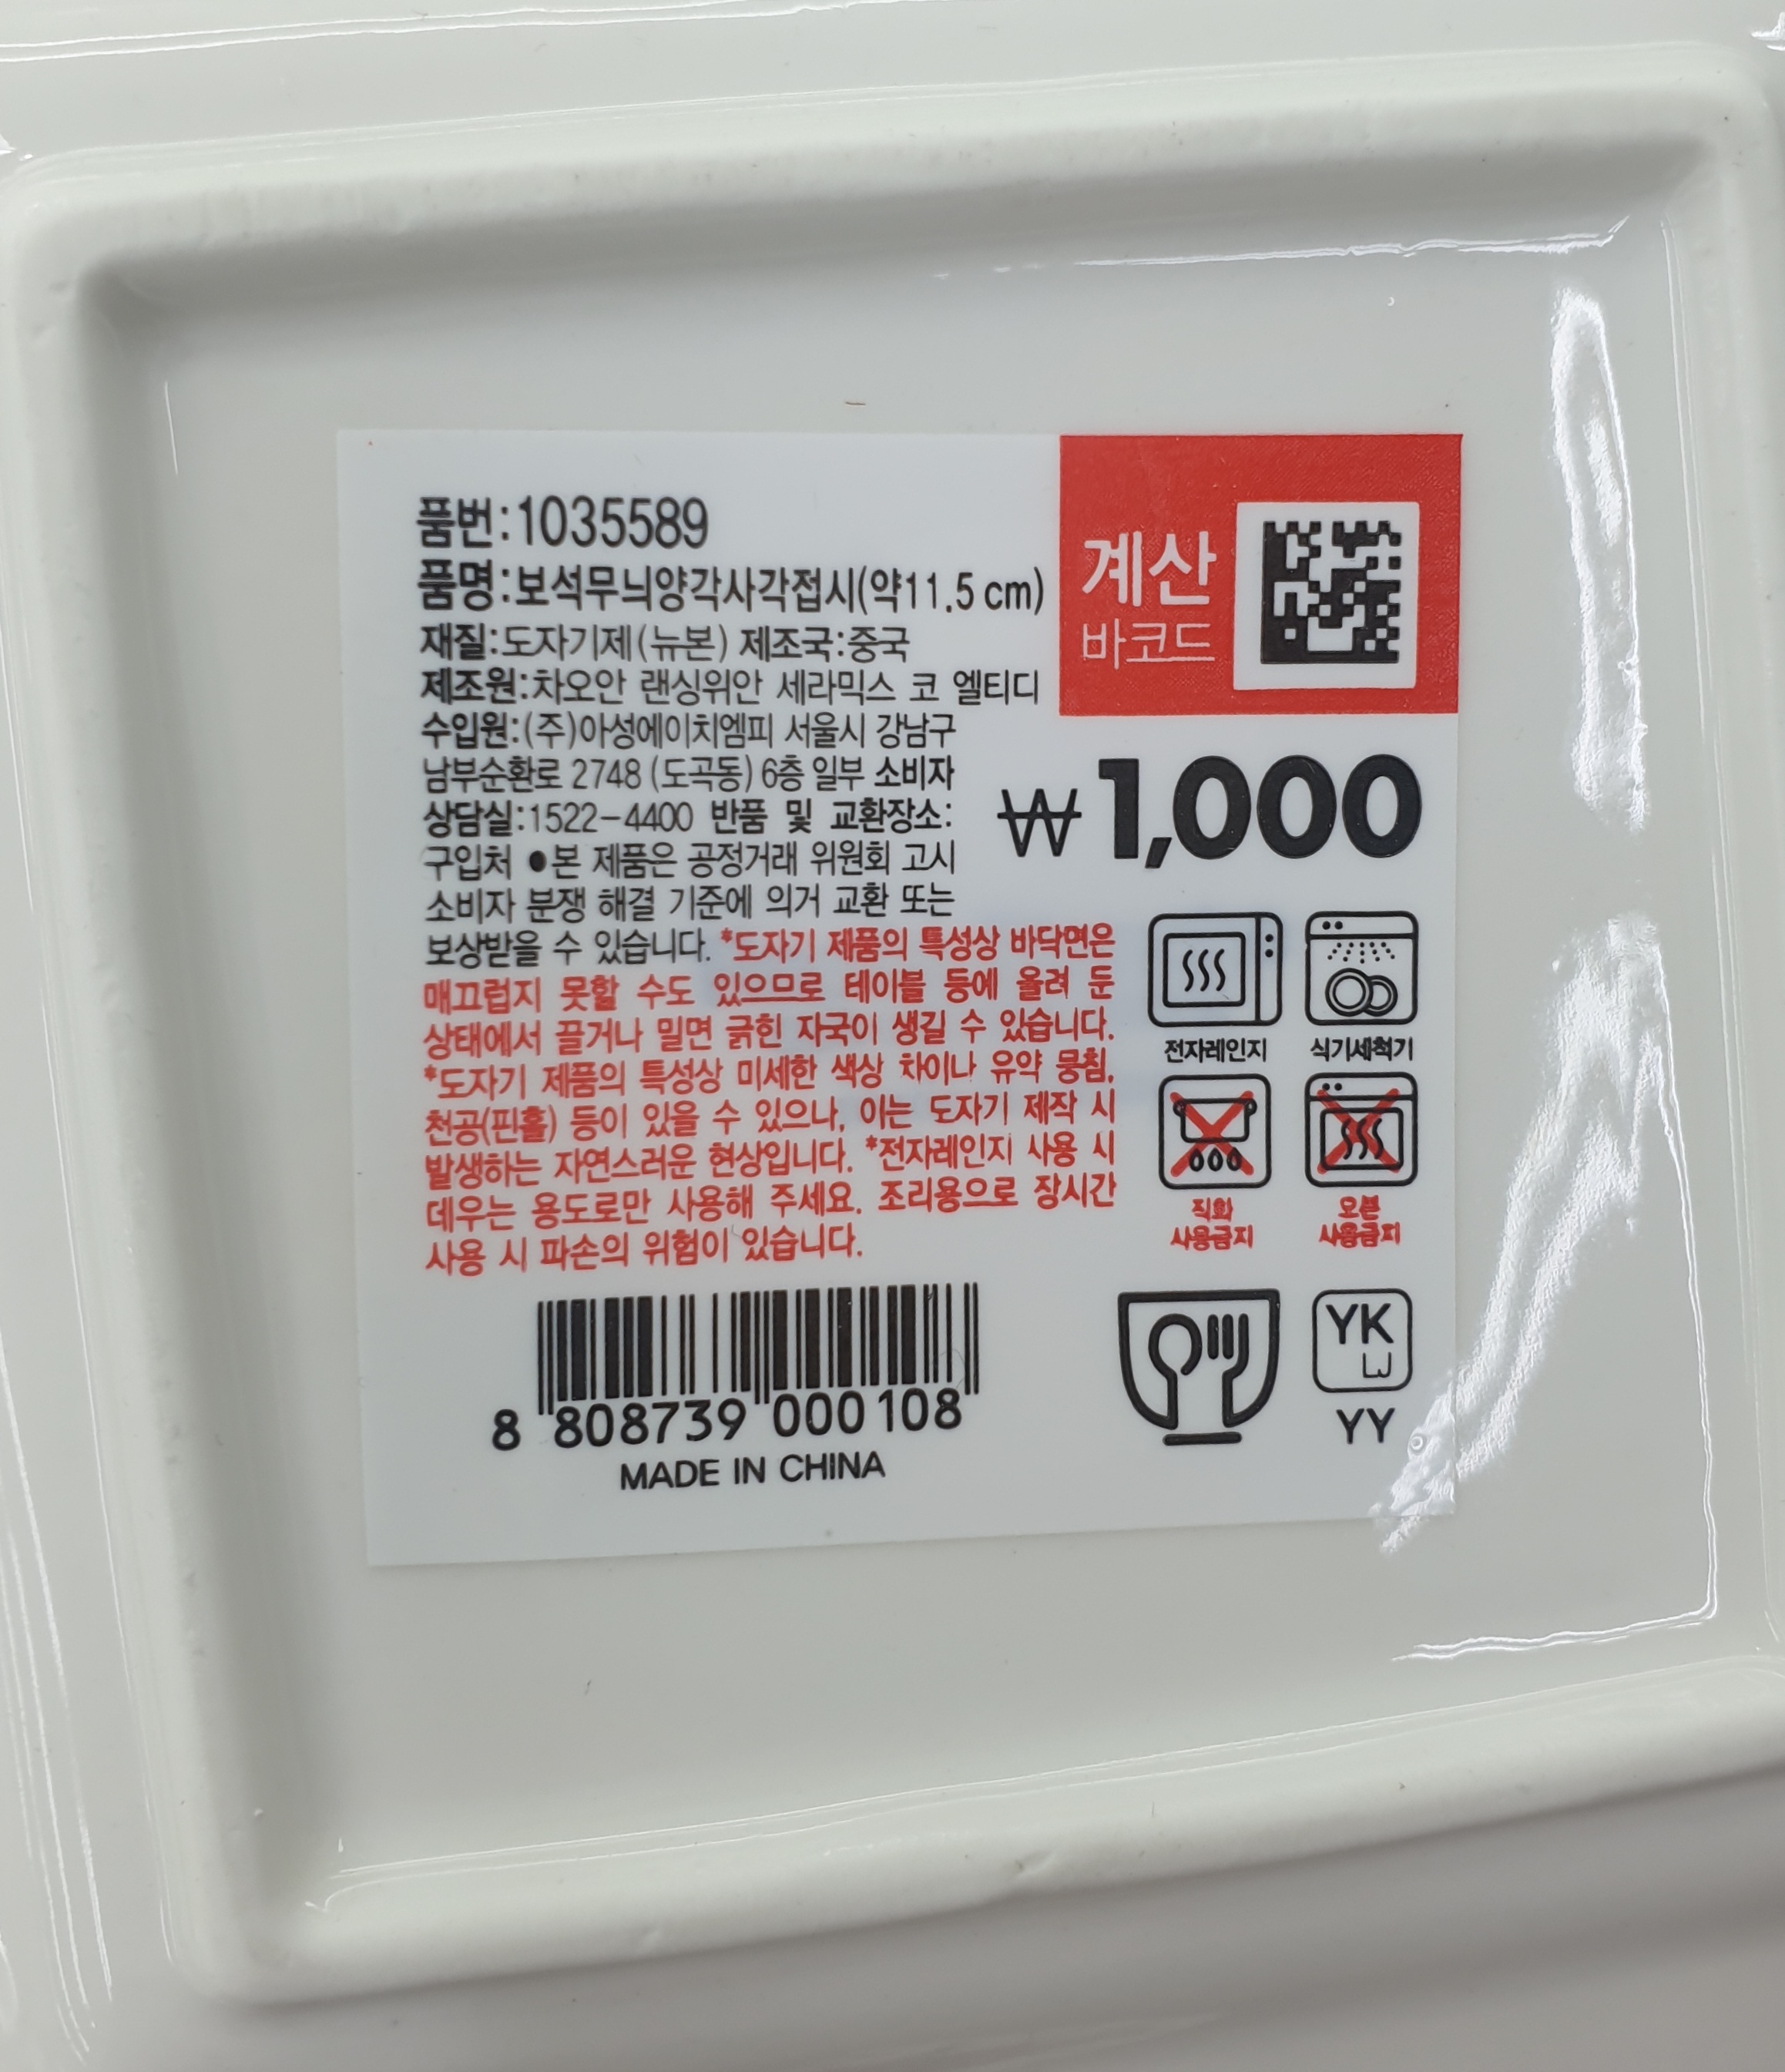 품번:1035589
품명:보석무늬양각사각접시(약11.5 cm)
재질:도자기제(뉴본) 제조국:중국
제조원:차오안 랜싱위안 세라믹스 코 엘티디
수입원:(주)아성에이치엠피 서울시 강남구
남부순환로 2748 (도곡동) 6층 일부 소비자
상담실:1522-4400 반품 및 교환장소:
구입처 ●본 제품은 공정거래 위원회 고시
소비자 분쟁 해결 기준에 의거 교환 또는
보상받을 수 있습니다. *도자기 제품의 특성상 바닥면은
매끄럽지 못할 수도 있으므로 테이블 등에 올려 둔
상태에서 끌거나 밀면 긁힌 자국이 생길 수 있습니다.
*도자기 제품의 특성상 미세한 색상 차이나 유약 뭉침,
천공(핀홀) 등이 있을 수 있으나, 이는 도자기 제작 시
발생하는 자연스러운 현상입니다. *전자레인지 사용 시
데우는 용도로만 사용해 주세요. 조리용으로 장시간
사용 시 파손의 위험이 있습니다.
계산
바코드
₩1,000
전자레인지
식기세척기
직화
사용금지
오븐
사용금지
8 808739 000108
MADE IN CHINA
YK
LJ
YY